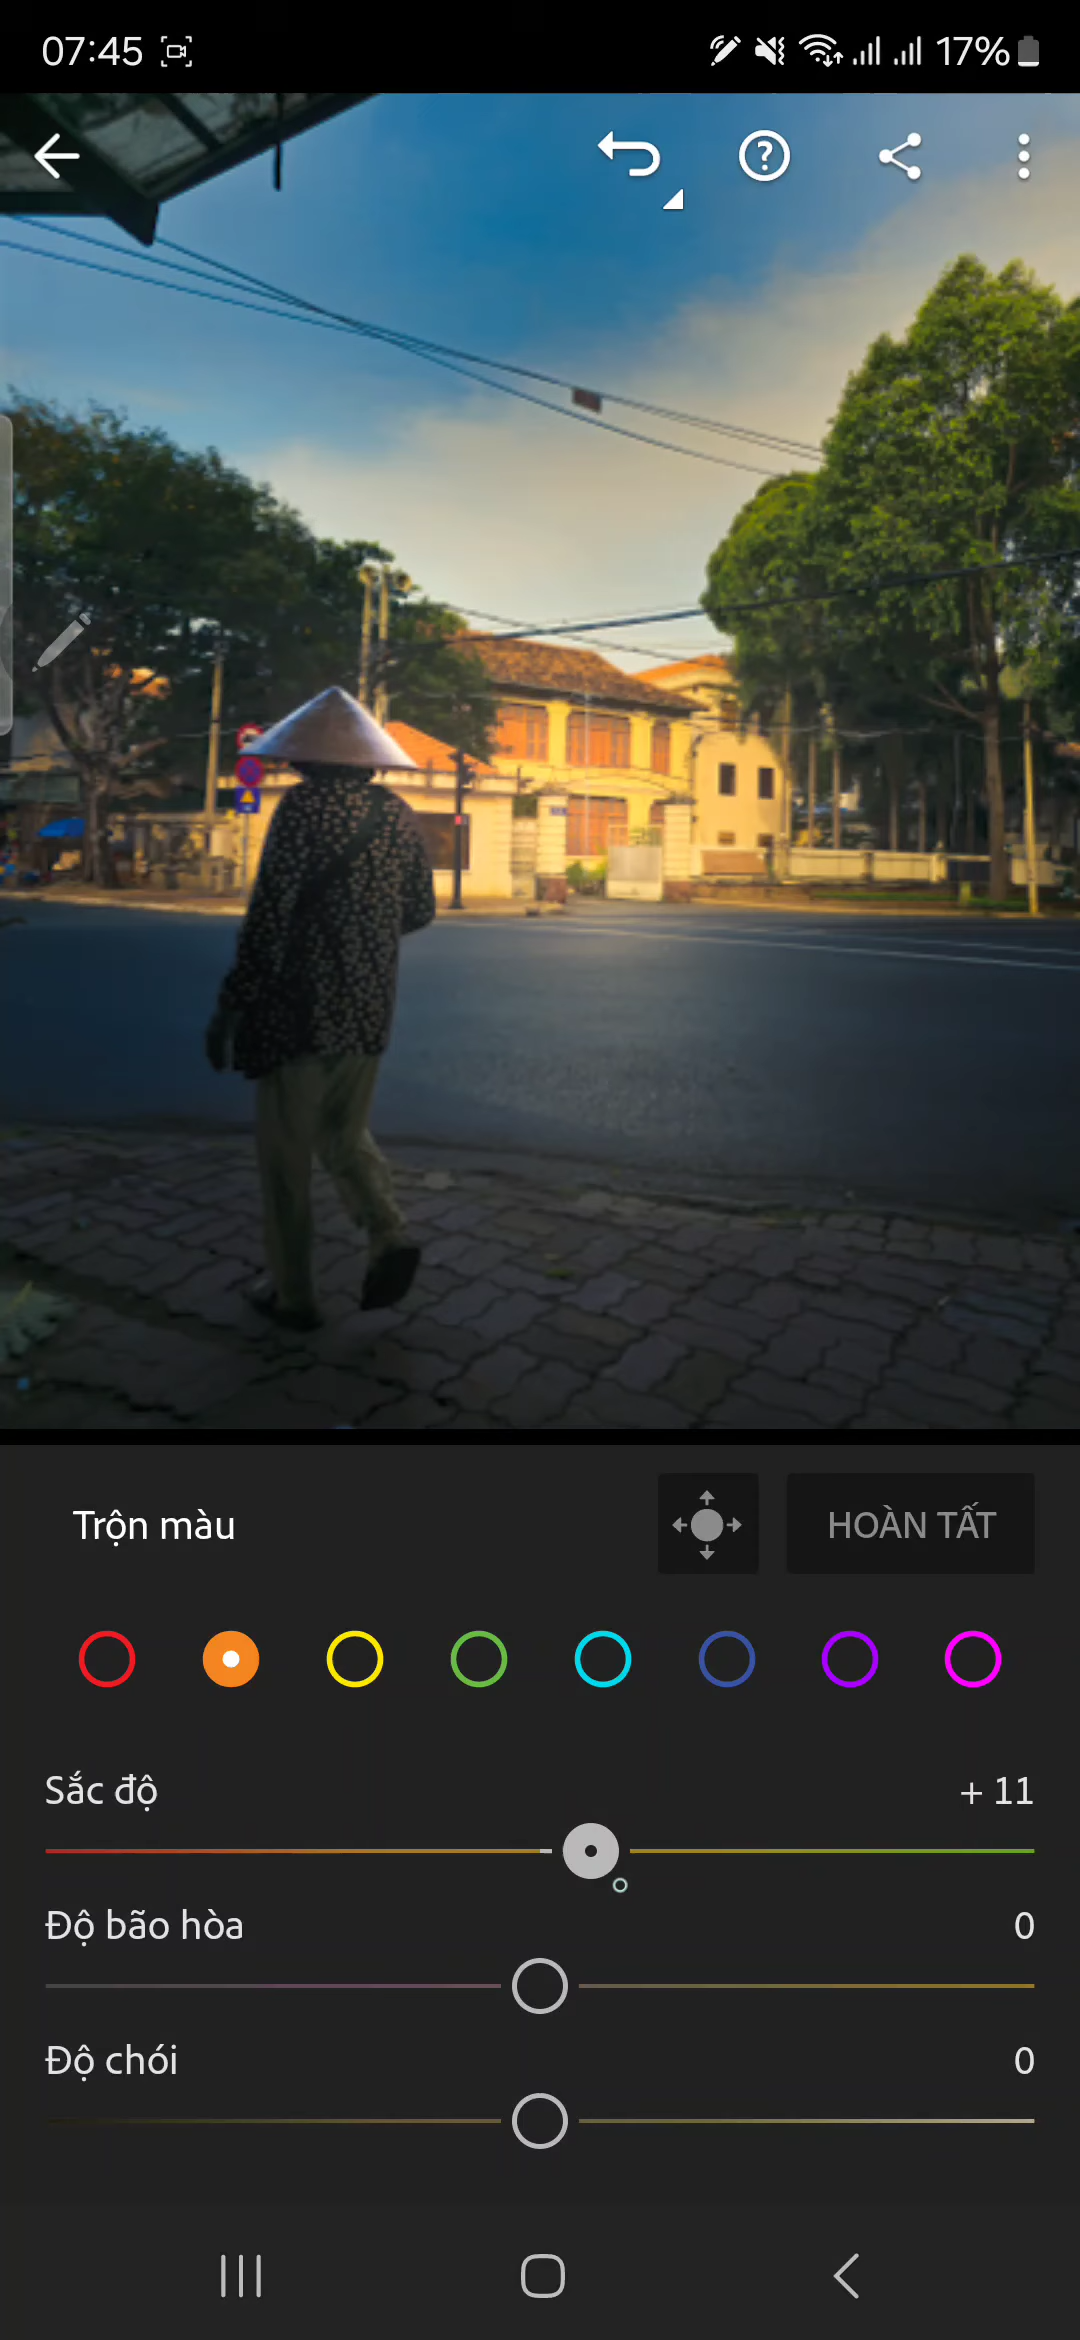 07:45
17%
Trộn màu
HOÀN TẤT
Sắc độ
+ 11
Độ bão hòa
0
Độ chói
0